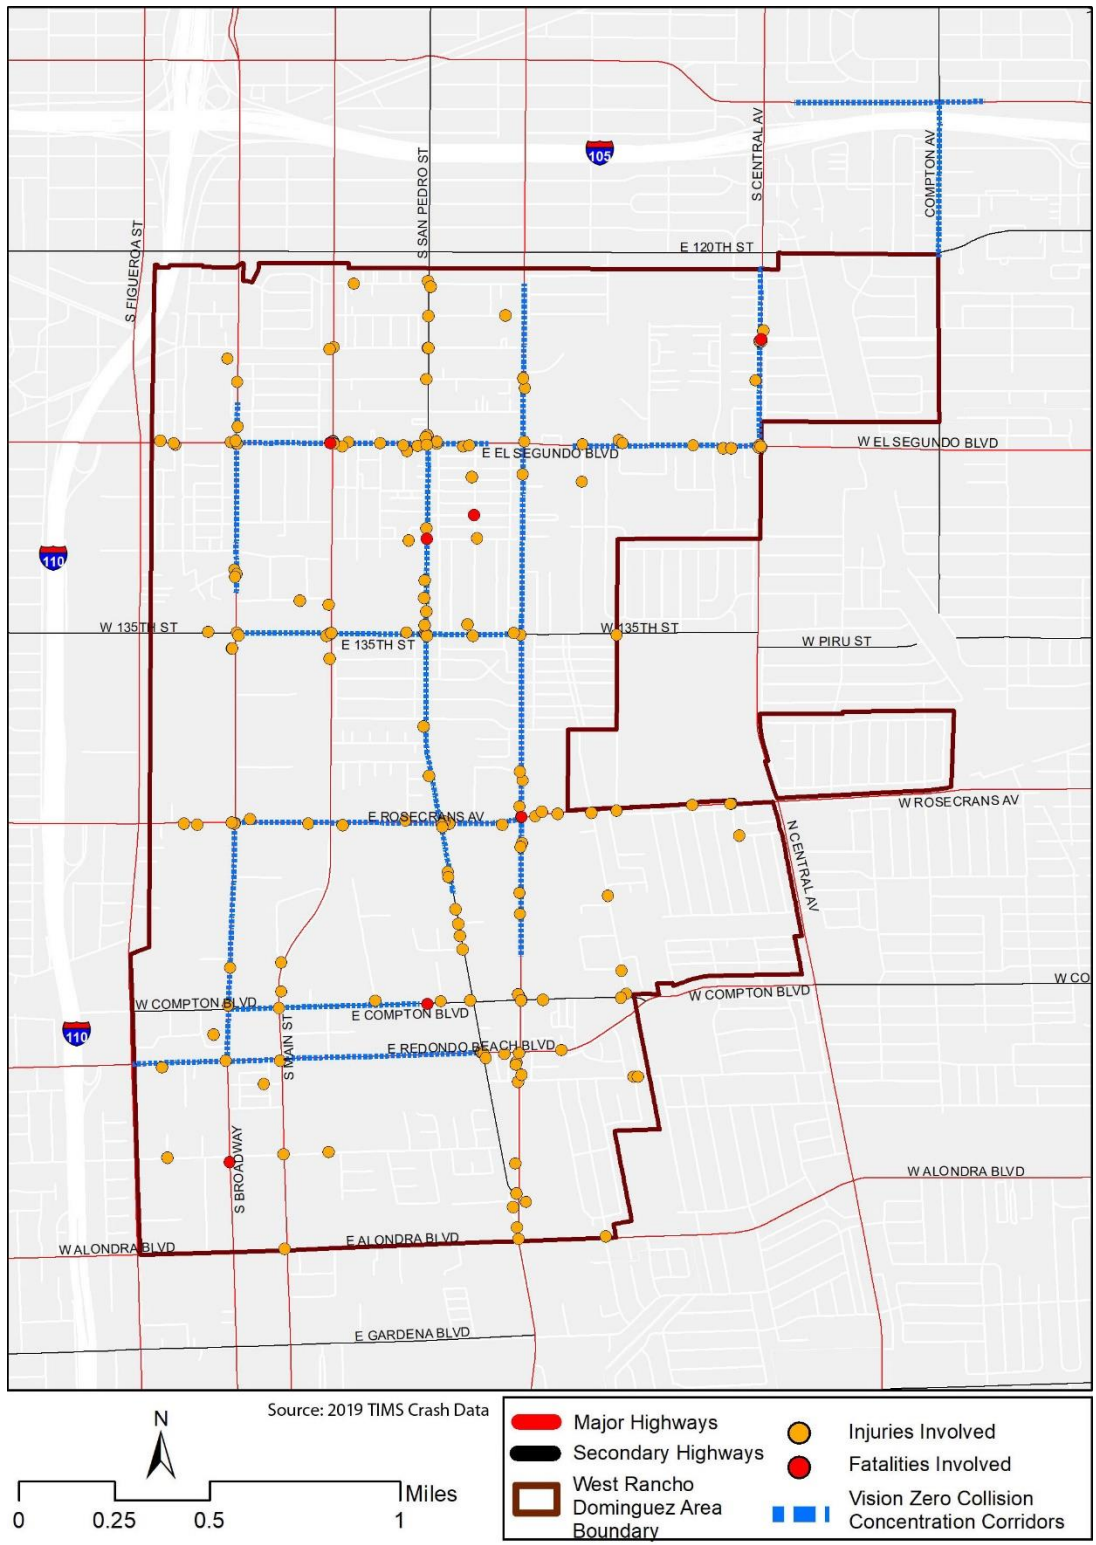 S CENTRAL AV
COMPTON AV
105
S SAN PEDRO ST
S FIGUEROA ST
E 120TH ST
W EL SEGUNDO BLVD
E EL SEGUNDO BLVD
110
W 135TH ST
W 135TH ST
E 135TH ST
W PIRU ST
W ROSECRANS AV
E ROSECRANS AV
N CENTRAL AV
W CO
W COMPTON BLVD
W COMPTON BLVD
E COMPTON BLVD
110
E REDONDO BEACH BLVD
S MAIN ST
S BROADWAY
W ALONDRA BLVD
E ALONDRA BLVD
W ALONDRA BLVD
E GARDENA BLVD
Source: 2019 TIMS Crash Data
N
Miles
0 0.25 0.5 1
Major Highways
Secondary Highways
West Rancho
Dominguez Area
Boundary
Injuries Involved
Fatalities Involved
Vision Zero Collision
Concentration Corridors